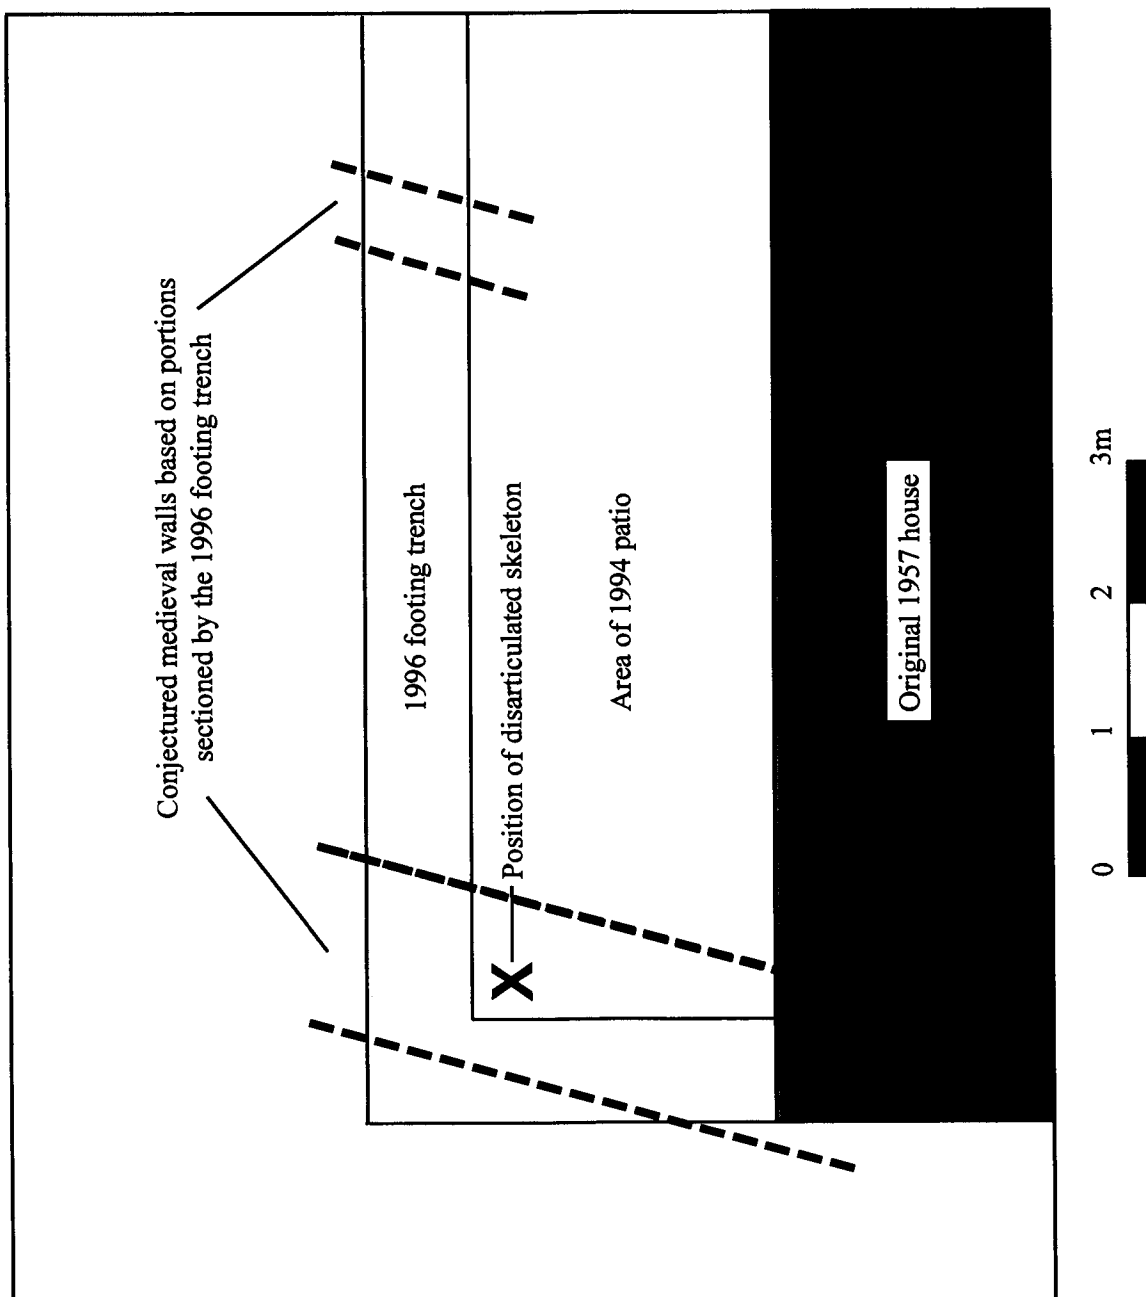 Conjectured medieval walls based on portions
sectioned by the 1996 footing trench
1996 footing trench
X
Position of disarticulated skeleton
Area of 1994 patio
Original 1957 house
0 1 2 3m